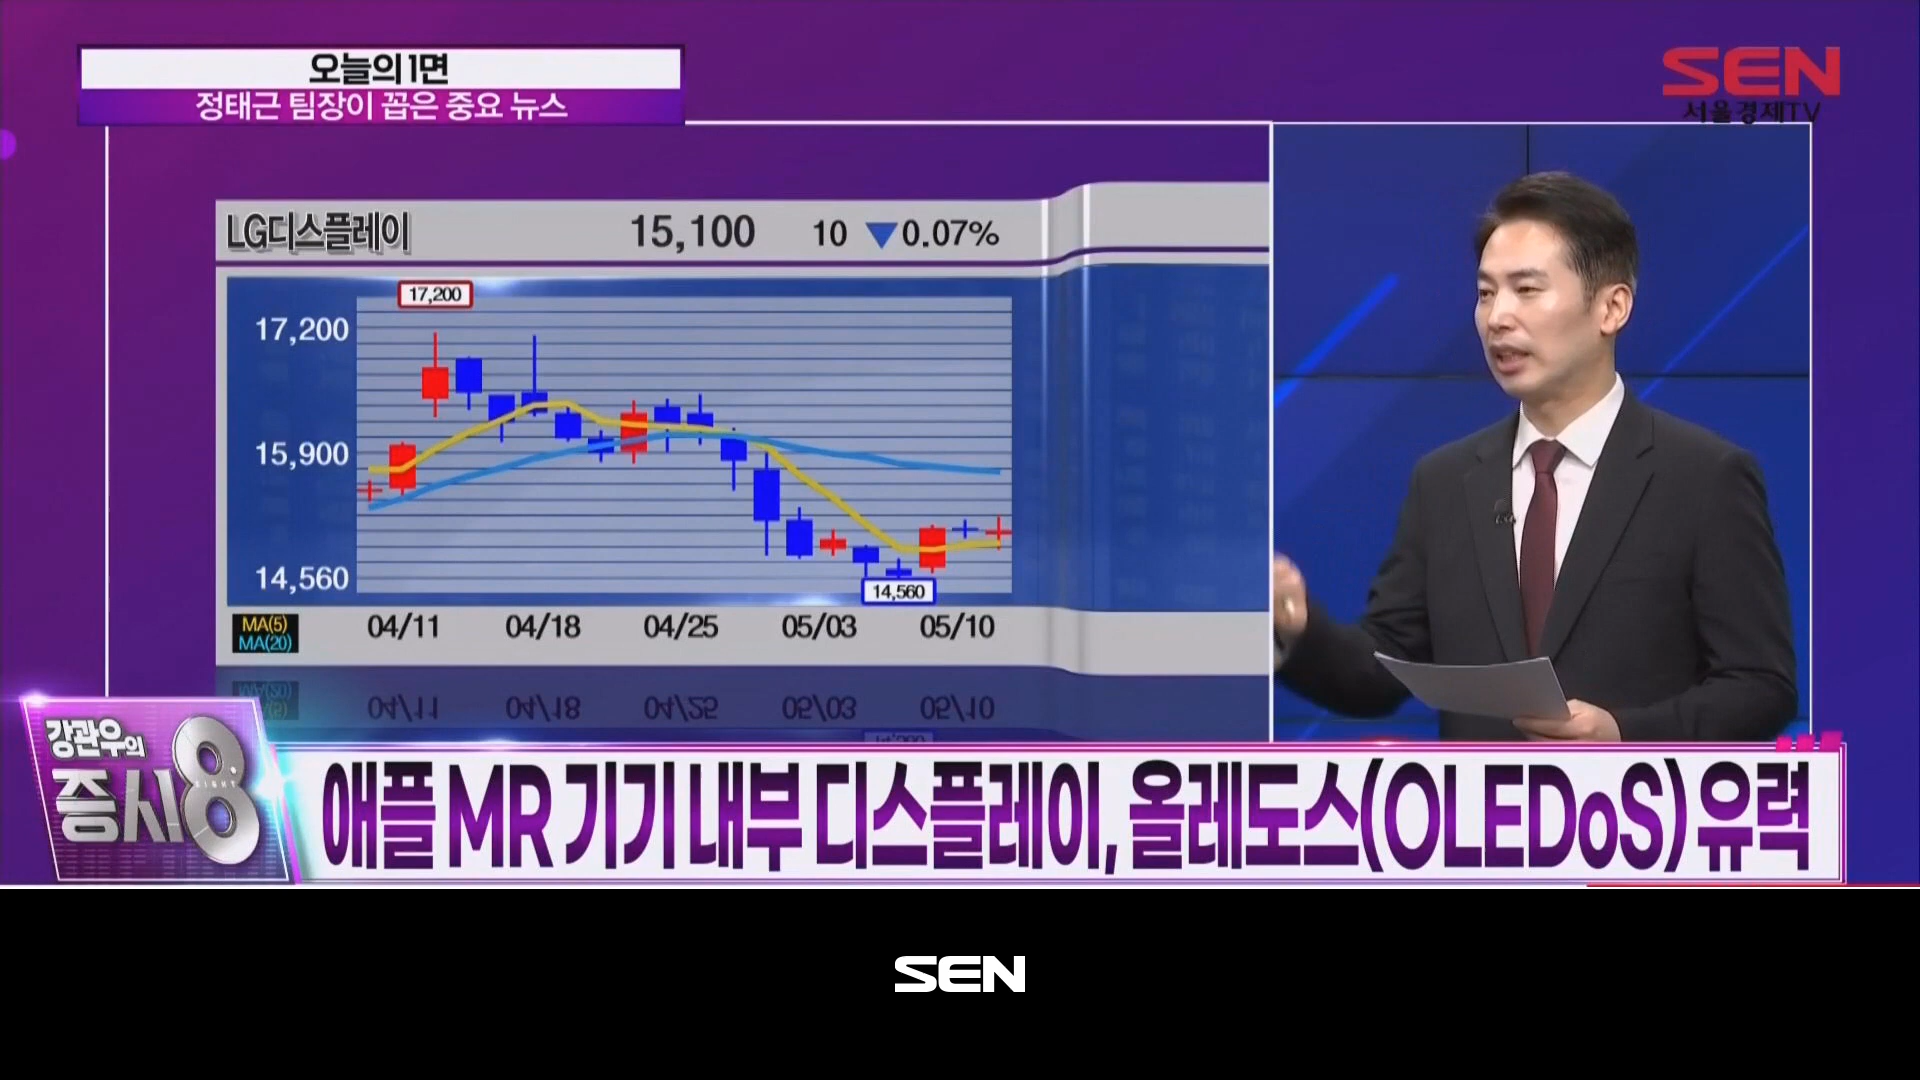 오늘의 1면
정태근 팀장이 꼽은 중요 뉴스
SEN
서울경제TV
LG디스플레이 15,100 10 ▼0.07%
17,200
17,200
15,900
14,560
14,560
MA(5)
MA(20)
04/11 04/18 04/25 05/03 05/10
강관우의
증시8
EIGHT
애플 MR 기기 내부 디스플레이, 올레도스(OLEDoS) 유력
SEN